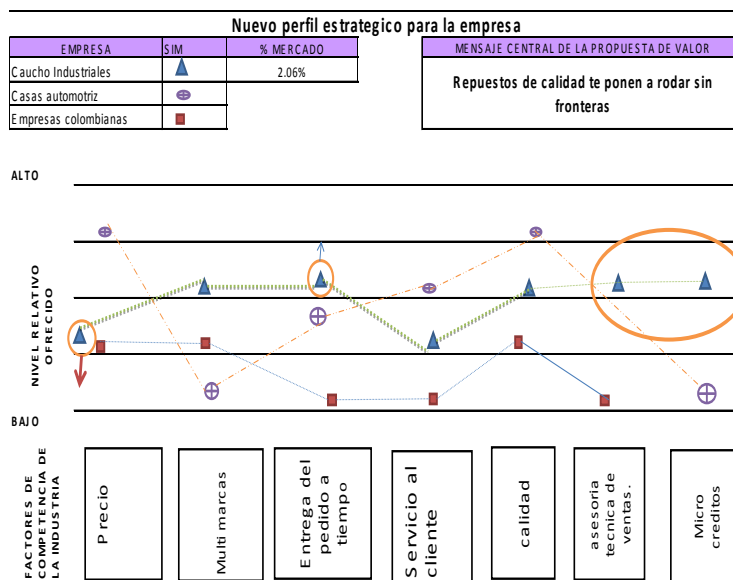 Nuevo perfil estrategico para la empresa
EMPRESA SIM % MERCADO
Caucho Industriales 2.06%
Casas automotriz
Empresas colombianas
MENSAJE CENTRAL DE LA PROPUESTA DE VALOR
Repuestos de calidad te ponen a rodar sin
fronteras
ALTO
NIVEL RELATIVO
OFRECIDO
BAJO
FACTORES DE
COMPETENCIA DE
LA INDUSTRIA
Precio
Multi marcas
Entrega del
pedido a
tiempo
Servicio al
cliente
calidad
asesoria
tecnica de
ventas.
Micro
creditos